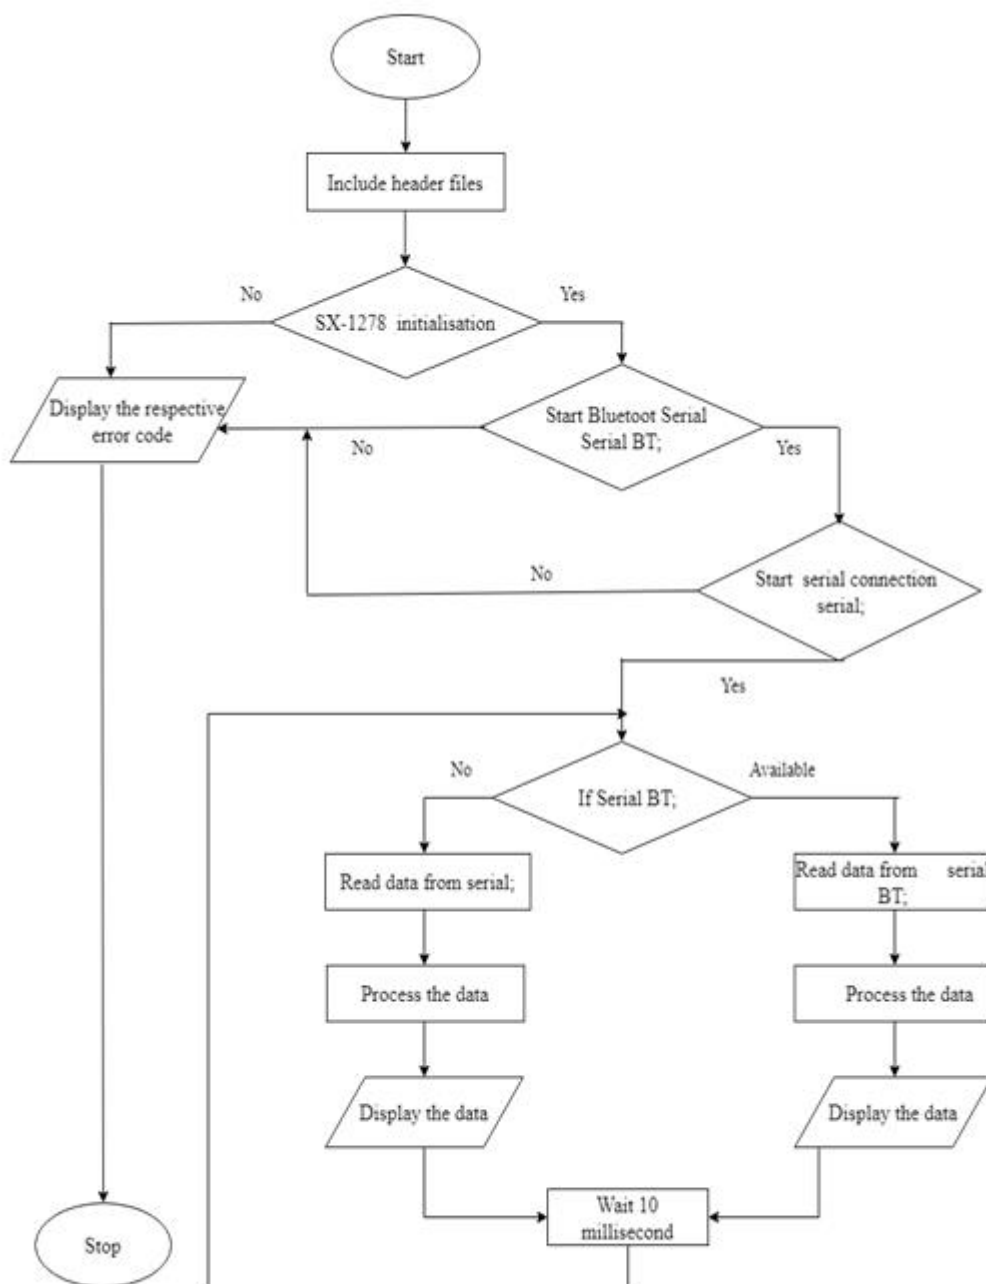 Start
Include header files
No
Yes
SX-1278 initialisation
Display the respective
error code
Start Bluetoot Serial
Serial BT;
No
Yes
Start serial connection
serial;
No
Yes
If Serial BT;
No
Available
Read data from serial;
Read data from serial
BT;
Process the data
Process the data
Display the data
Display the data
Wait 10
millisecond
Stop